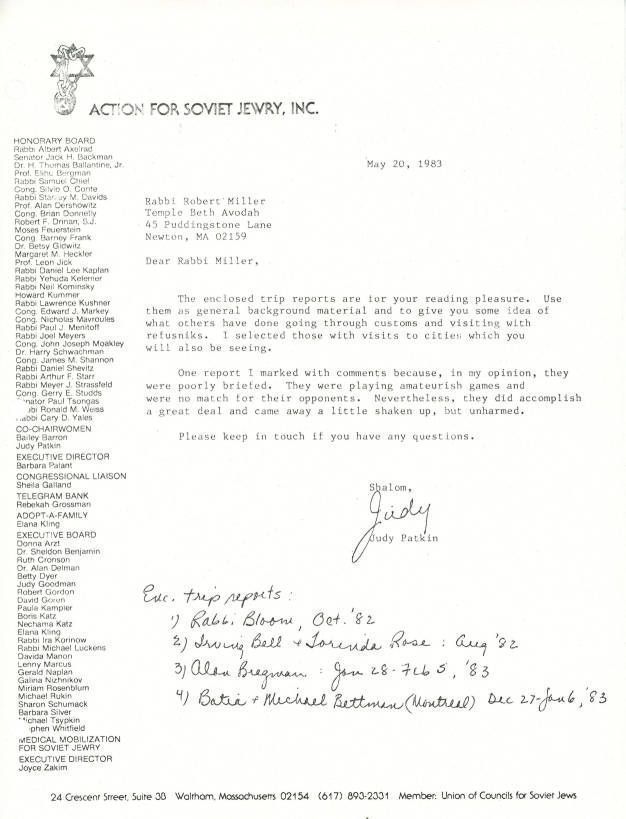 ACTION FOR SOVIET JEWRY, INC.
HONORARY BOARD
Rabbi Albert Axelrad
Senator Jack H. Backman
Dr. H. Thomas Ballantine, Jr.
Prof. Elihu Bergman
Rabbi Samuel Chiel
Cong. Silvio O. Conte
Rabbi Stanley M. Davids
Prof. Alan Dershowitz
Cong. Brian Donnelly
Robert F. Drinan, S.J.
Moses Feuerstein
Cong. Barney Frank
Dr. Betsy Gidwitz
Margaret M. Heckler
Prof. Leon Jick
Rabbi Daniel Lee Kaplan
Rabbi Yehuda Kelemer
Rabbi Neil Kominsky
Howard Kummer
Rabbi Lawrence Kushner
Cong. Edward J. Markey
Cong. Nicholas Mavroules
Rabbi Paul J. Menitoff
Rabbi Joel Meyers
Cong. John Joseph Moakley
Dr. Harry Schwachman
Cong. James M. Shannon
Rabbi Daniel Shevitz
Rabbi Arthur F. Starr
Rabbi Meyer J. Strassfeld
Cong. Gerry E. Studds
nator Paul Tsongas
bi Ronald M. Weiss
abbi Cary D. Yales
CO-CHAIRWOMEN
Bailey Barron
Judy Patkin
EXECUTIVE DIRECTOR
Barbara Palant
CONGRESSIONAL LIAISON
Sheila Galland
TELEGRAM BANK
Rebekah Grossman
ADOPT-A-FAMILY
Elana Kling
EXECUTIVE BOARD
Donna Arzt
Dr. Sheldon Benjamin
Ruth Cronson
Dr. Alan Delman
Betty Dyer
Judy Goodman
Robert Gordon
David Goren
Paula Kampler
Boris Katz
Nechama Katz
Elana Kling
Rabbi Ira Korinow
Rabbi Michael Luckens
Davida Manon
Lenny Marcus
Gerald Naplan
Galina Nizhnikov
Miriam Rosenblum
Michael Rukin
Sharon Schumack
Barbara Silver
ichael Tsypkin
phen Whitfield
MEDICAL MOBILIZATION
FOR SOVIET JEWRY
EXECUTIVE DIRECTOR
Joyce Zakim
May 20, 1983
Rabbi Robert Miller
Temple Beth Avodah
45 Puddingstone Lane
Newton, MA 02159
Dear Rabbi Miller,
The enclosed trip reports are for your reading pleasure. Use
them as general background material and to give you some idea of
what others have done going through customs and visiting with
refusniks. I selected those with visits to cities which you
will also be seeing.
One report I marked with comments because, in my opinion, they
were poorly briefed. They were playing amateurish games and
were no match for their opponents. Nevertheless, they did accomplish
a great deal and came away a little shaken up, but unharmed.
Please keep in touch if you have any questions.
Shalom,
Judy
Judy Patkin
Enc. trip reports:
1) Rabbi Bloom, Oct. '82
2) Irving Bell + Lorinda Rose : Aug '82
3) Alan Bregman : Jan 28-Feb 5, '83
4) Batia + Michael Bettman (Montreal) Dec 27-Jan 6, '83
24 Crescent Street, Suite 3B Waltham, Massachusetts 02154 (617) 893-2331 Member: Union of Councils for Soviet Jews